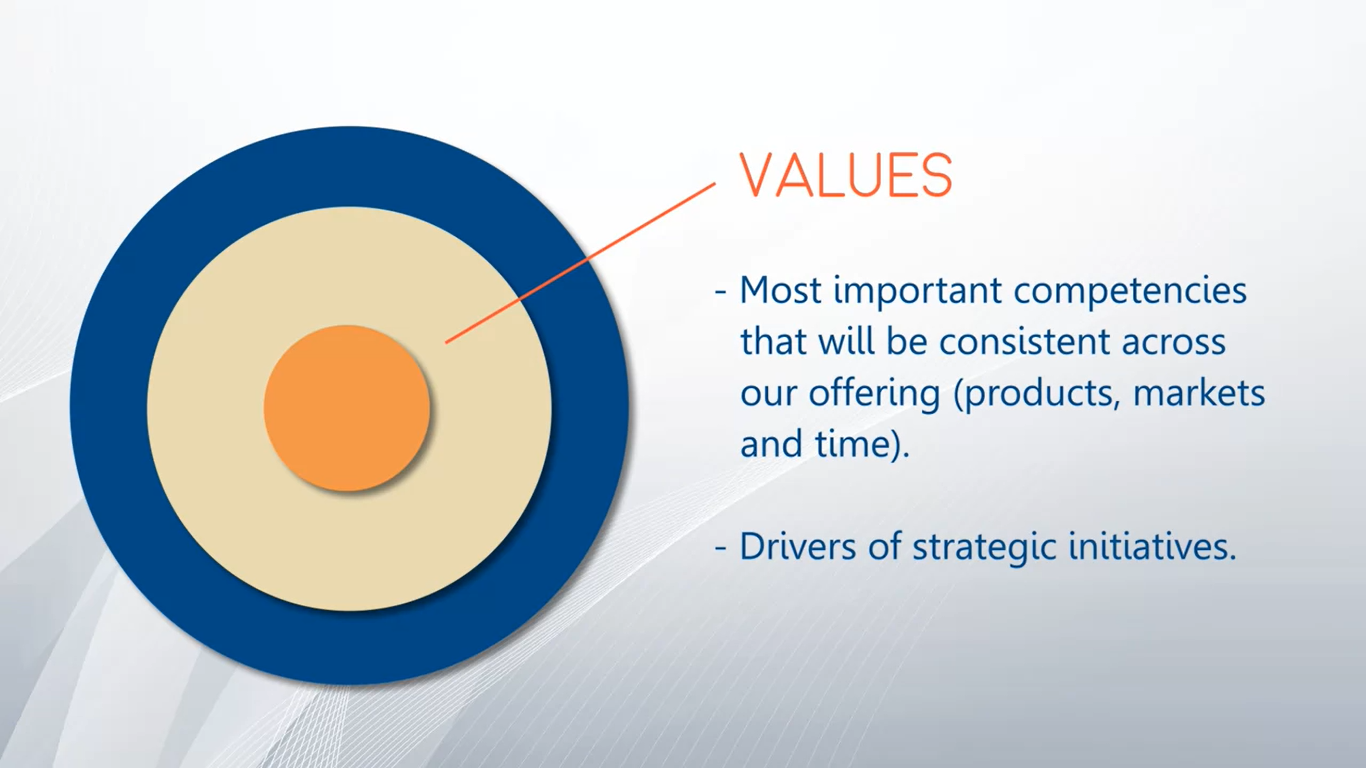 VALUES
- Most important competencies
that will be consistent across
our offering (products, markets
and time).
- Drivers of strategic initiatives.